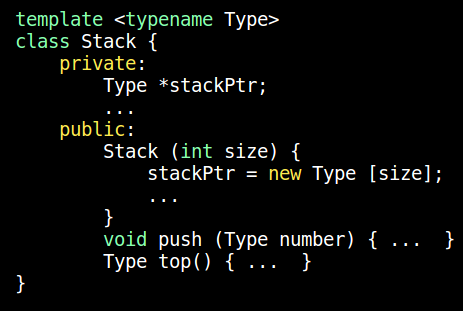 template <typename Type>
class Stack {
private:
Type *stackPtr;
...
public:
Stack (int size) {
stackPtr = new Type [size];
...
}
void push (Type number) { ... }
Type top() { ... }
}